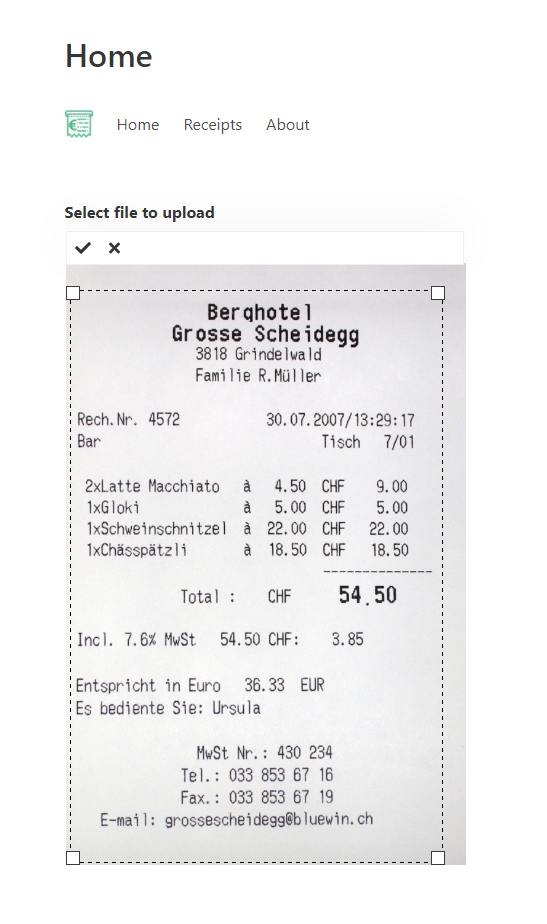 Home
Home Receipts About
Select file to upload
Berghotel
Grosse Scheidegg
3818 Grindelwald
Familie R.Müller
Rech.Nr. 4572 30.07.2007/13:29:17
Bar Tisch 7/01
2xLatte Macchiato à 4.50 CHF 9.00
1xGloki à 5.00 CHF 5.00
1xSchweinschnitzel à 22.00 CHF 22.00
1xChässpätzli à 18.50 CHF 18.50
Total : CHF 54.50
Incl. 7.6% MwSt 54.50 CHF: 3.85
Entspricht in Euro 36.33 EUR
Es bediente Sie: Ursula
MwSt Nr.: 430 234
Tel.: 033 853 67 16
Fax.: 033 853 67 19
E-mail: grossescheidegg@bluewin.ch